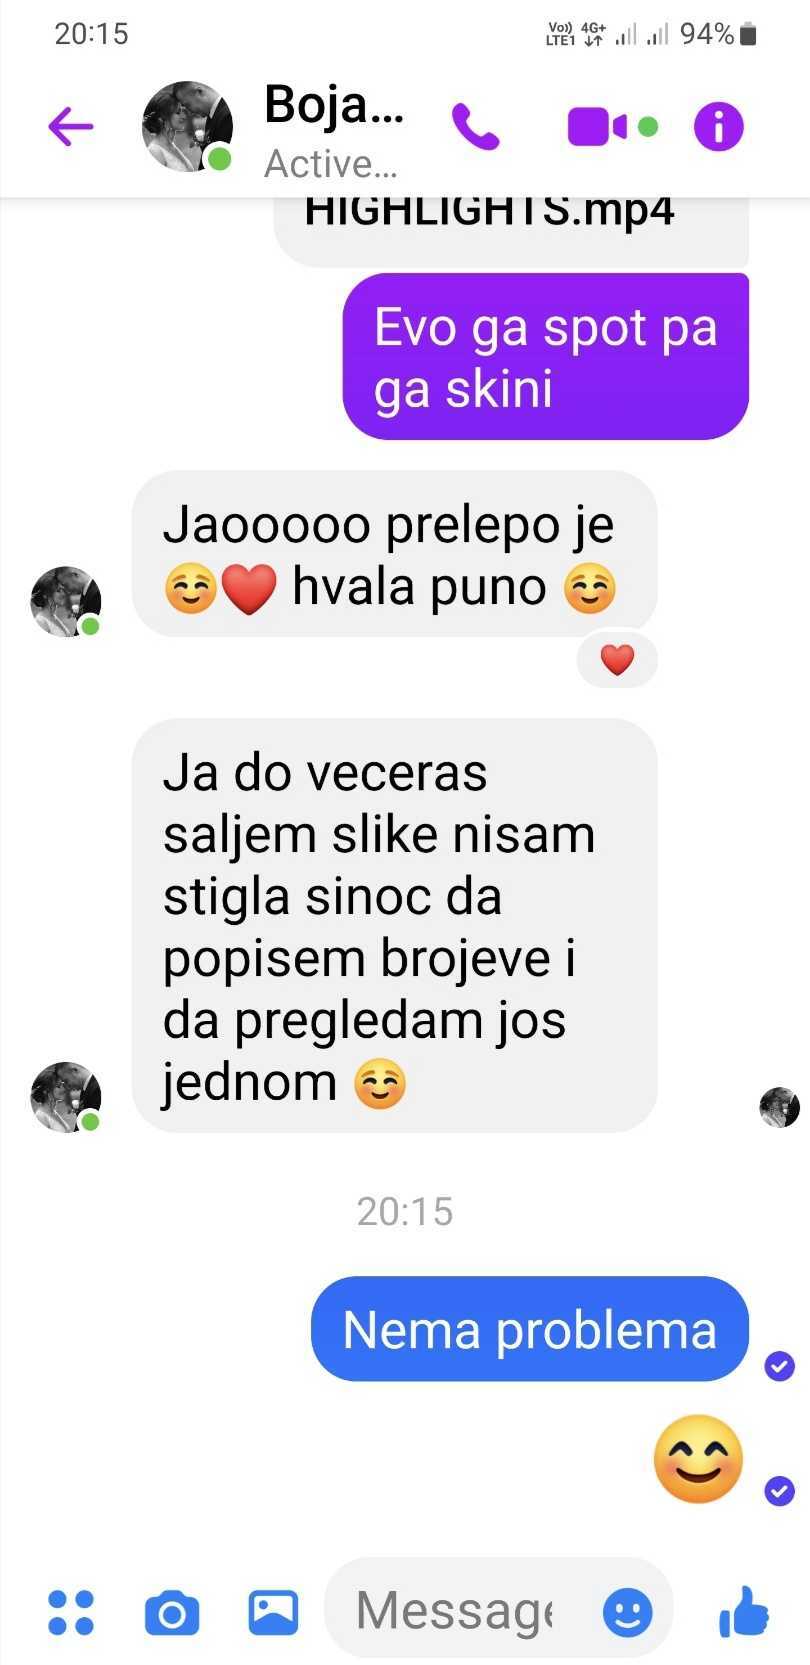 20:15
Vo)) 4G+ 94%
LTE1
Boja...
Active...
HIGHLIGHTS.mp4
Evo ga spot pa
ga skini
Jaooooo prelepo je
☺️❤️ hvala puno ☺️
❤️
Ja do veceras
saljem slike nisam
stigla sinoc da
popisem brojeve i
da pregledam jos
jednom ☺️
20:15
Nema problema
😊
Message